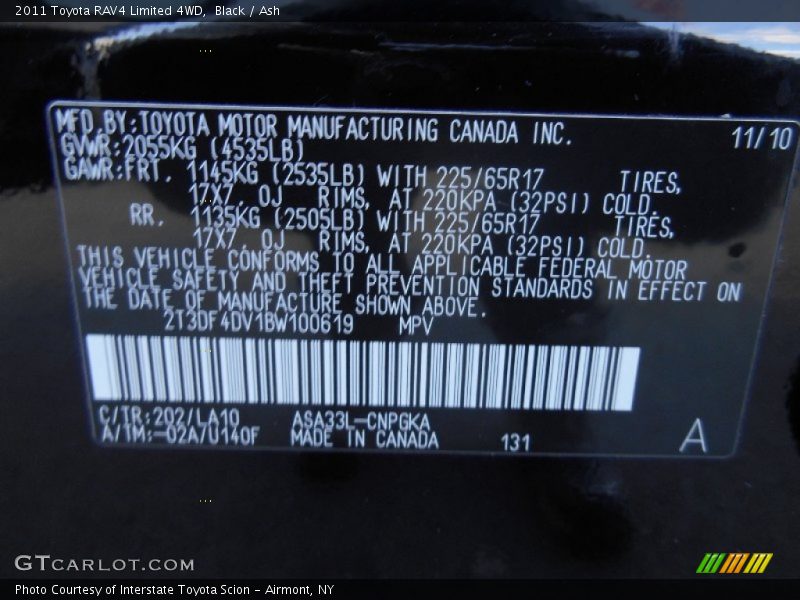 2011 Toyota RAV4 Limited 4WD, Black / Ash
MFD.BY:TOYOTA MOTOR MANUFACTURING CANADA INC. 11/10
GVWR:2055KG (4535LB)
GAWR:FRT. 1145KG (2535LB) WITH 225/65R17 TIRES,
17X7.0J RIMS, AT 220KPA (32PSI) COLD.
RR. 1135KG (2505LB) WITH 225/65R17 TIRES,
17X7.0J RIMS, AT 220KPA (32PSI) COLD.
THIS VEHICLE CONFORMS TO ALL APPLICABLE FEDERAL MOTOR
VEHICLE SAFETY AND THEFT PREVENTION STANDARDS IN EFFECT ON
THE DATE OF MANUFACTURE SHOWN ABOVE.
2T3DF4DV1BW100619 MPV
C/TR:202/LA10 ASA33L-CNPGKA
A/TM:-02A/U140F MADE IN CANADA 131 A
GTCARLOT.COM
Photo Courtesy of Interstate Toyota Scion - Airmont, NY